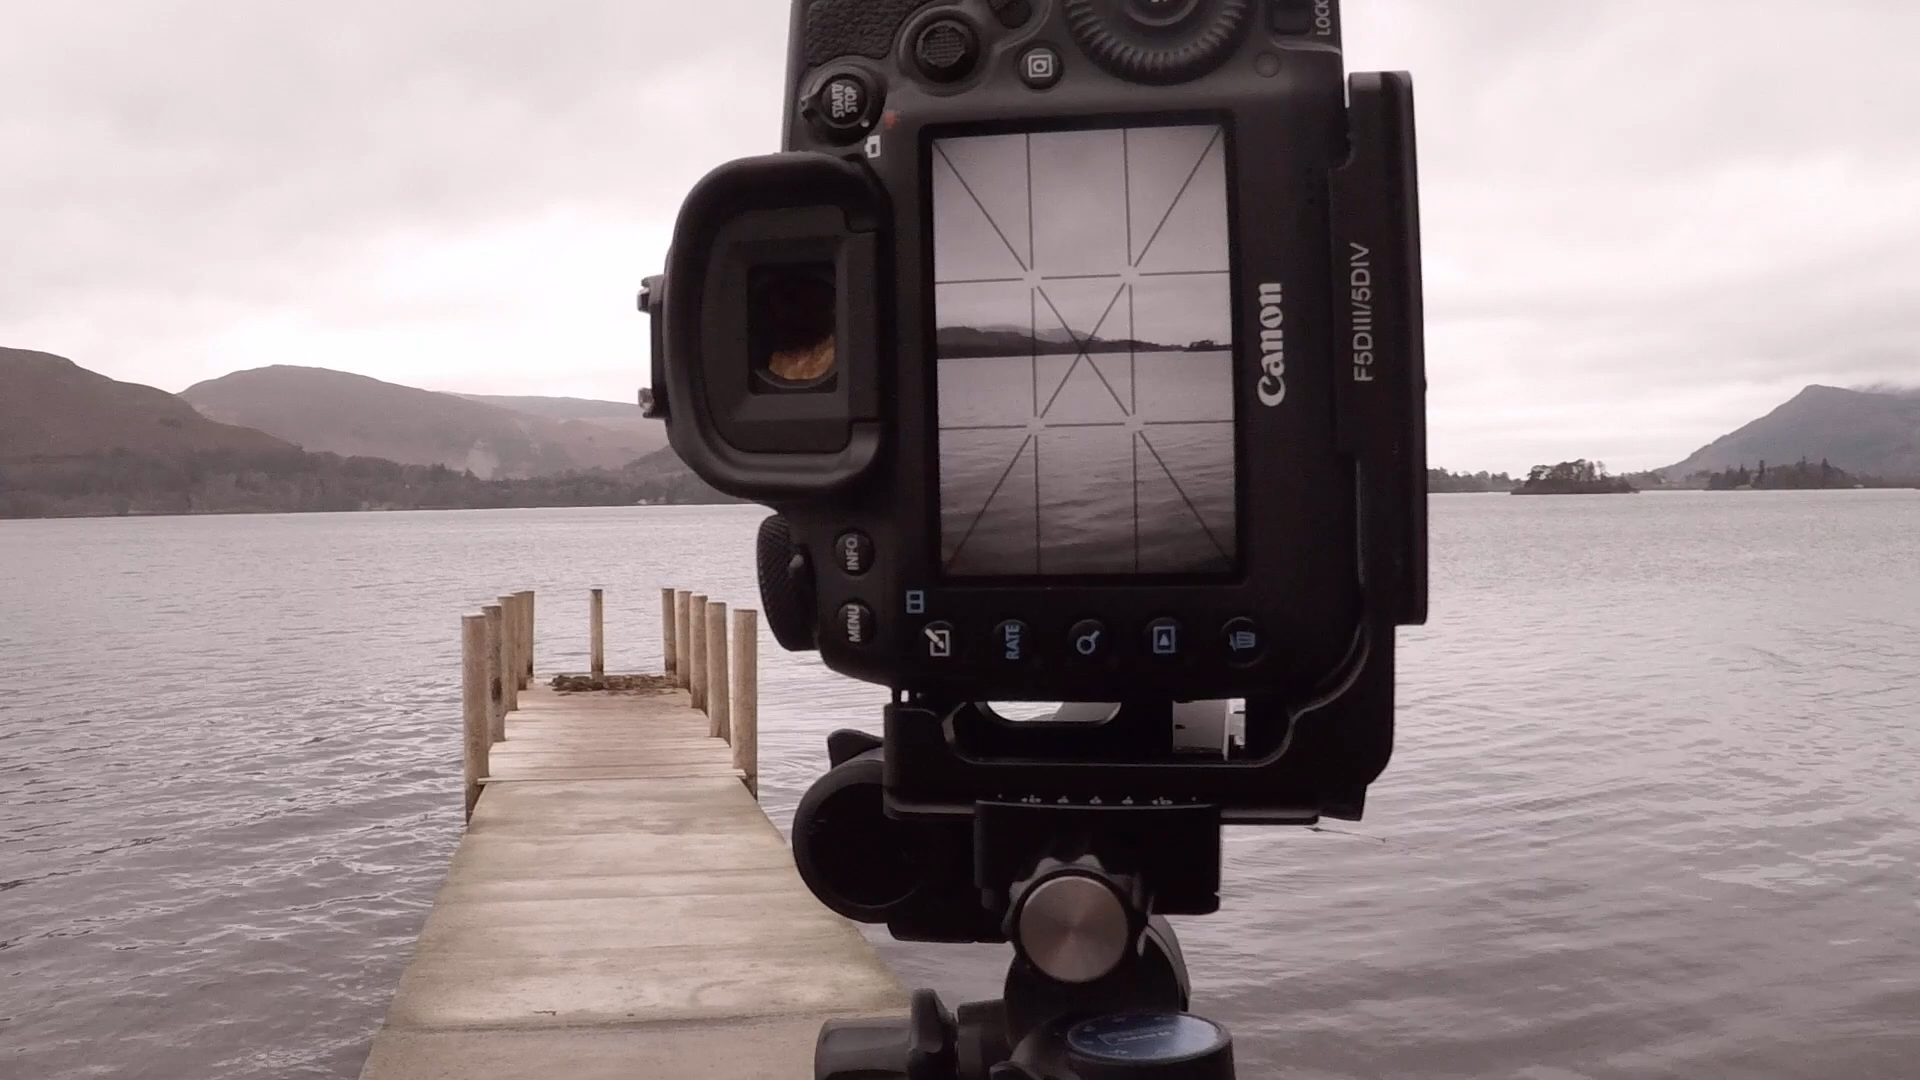 LOCK
START/
STOP
Q
Canon
F5DIII/5DIV
INFO
MENU
RATE